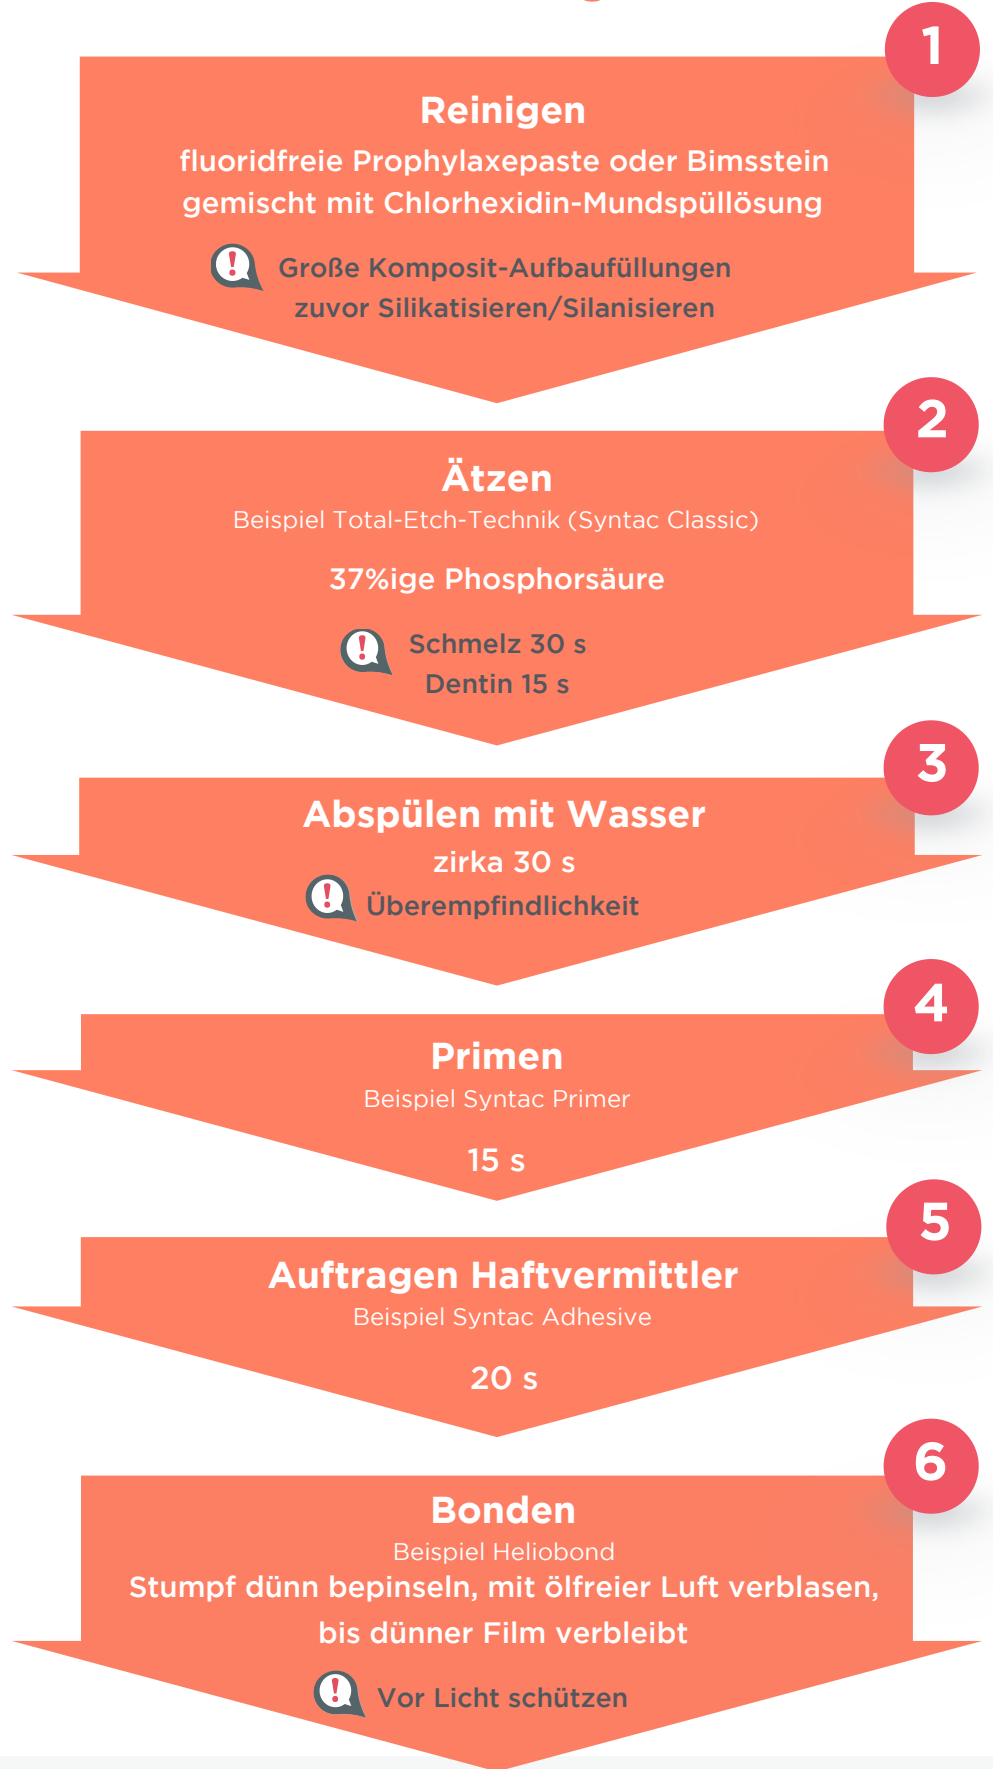 1
Reinigen
fluoridfreie Prophylaxepaste oder Bimsstein
gemischt mit Chlorhexidin-Mundspüllösung
Große Komposit-Aufbaufüllungen
zuvor Silikatisieren/Silanisieren
2
Ätzen
Beispiel Total-Etch-Technik (Syntac Classic)
37%ige Phosphorsäure
Schmelz 30 s
Dentin 15 s
3
Abspülen mit Wasser
zirka 30 s
Überempfindlichkeit
4
Primen
Beispiel Syntac Primer
15 s
5
Auftragen Haftvermittler
Beispiel Syntac Adhesive
20 s
6
Bonden
Beispiel Heliobond
Stumpf dünn bepinseln, mit ölfreier Luft verblasen,
bis dünner Film verbleibt
Vor Licht schützen